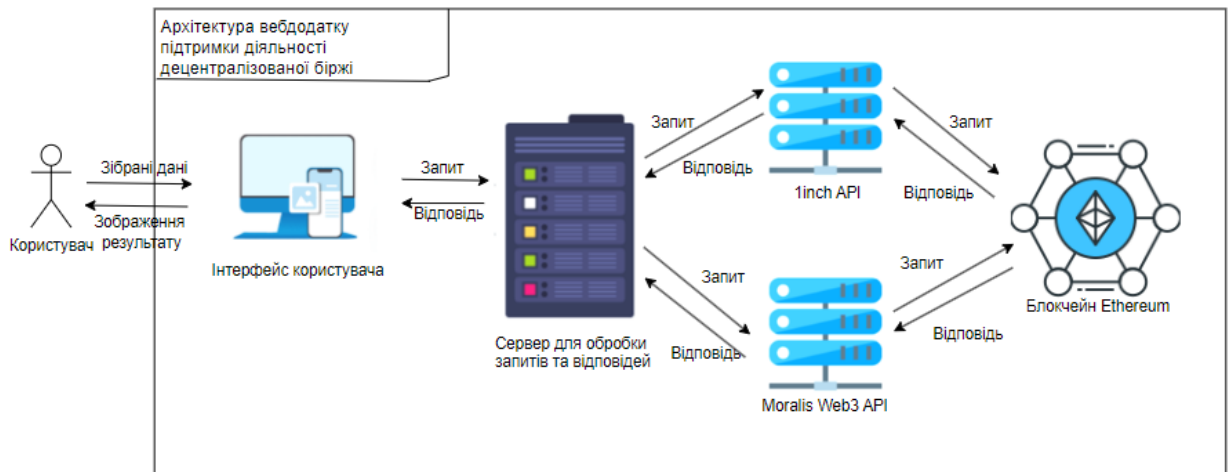 Архітектура вебдодатку
підтримки діяльності
децентралізованої біржі
Зібрані дані
Зображення
результату
Користувач
Інтерфейс користувача
Запит
Відповідь
Сервер для обробки
запитів та відповідей
Запит
Відповідь
1inch API
Запит
Відповідь
Запит
Відповідь
Moralis Web3 API
Запит
Відповідь
Блокчейн Ethereum